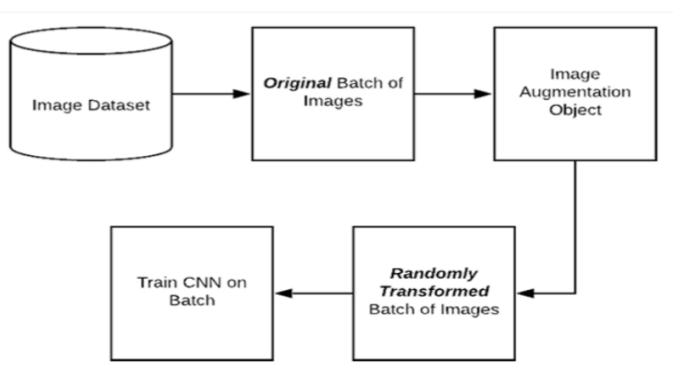 Image Dataset
Original Batch of
Images
Image
Augmentation
Object
Train CNN on
Batch
Randomly
Transformed
Batch of Images